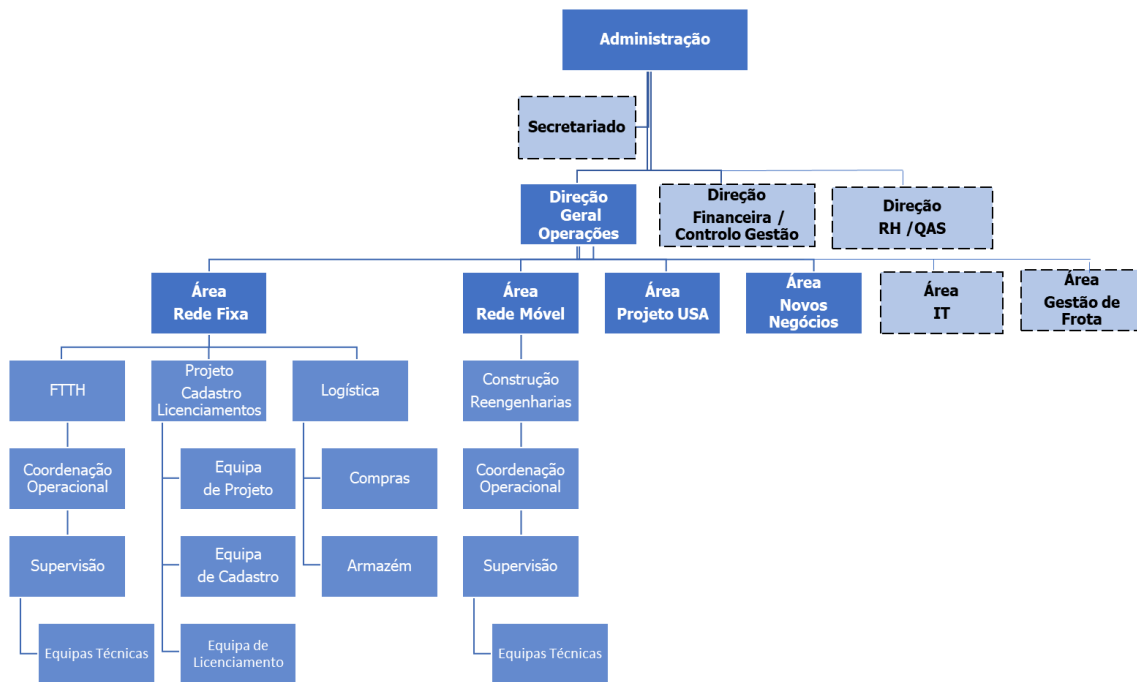 Administração
Secretariado
Direção
Geral
Operações
Direção
Financeira /
Controlo Gestão
Direção
RH /QAS
Área
Rede Fixa
Área
Rede Móvel
Área
Projeto USA
Área
Novos
Negócios
Área
IT
Área
Gestão de
Frota
FTTH
Projeto
Cadastro
Licenciamentos
Logística
Construção
Reengenharias
Coordenação
Operacional
Equipa
de Projeto
Compras
Coordenação
Operacional
Supervisão
Equipa
de Cadastro
Armazém
Supervisão
Equipas Técnicas
Equipa de
Licenciamento
Equipas Técnicas